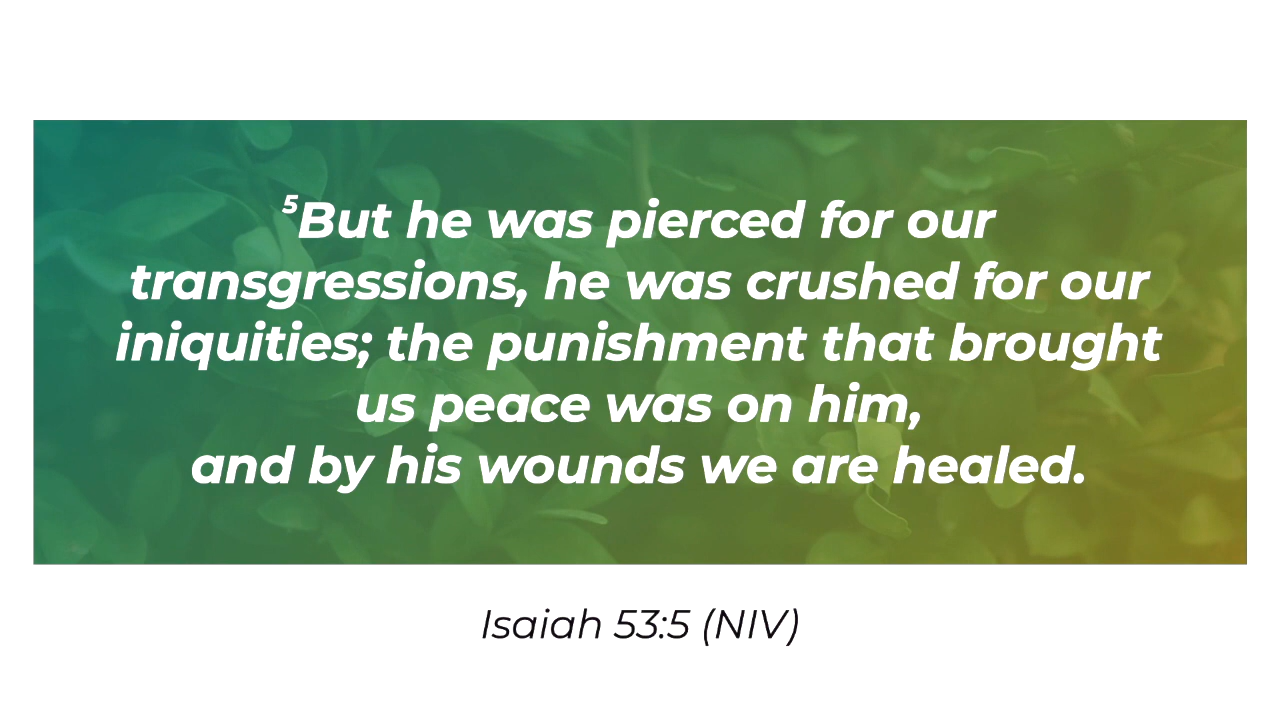 ⁵But he was pierced for our
transgressions, he was crushed for our
iniquities; the punishment that brought
us peace was on him,
and by his wounds we are healed.
Isaiah 53:5 (NIV)